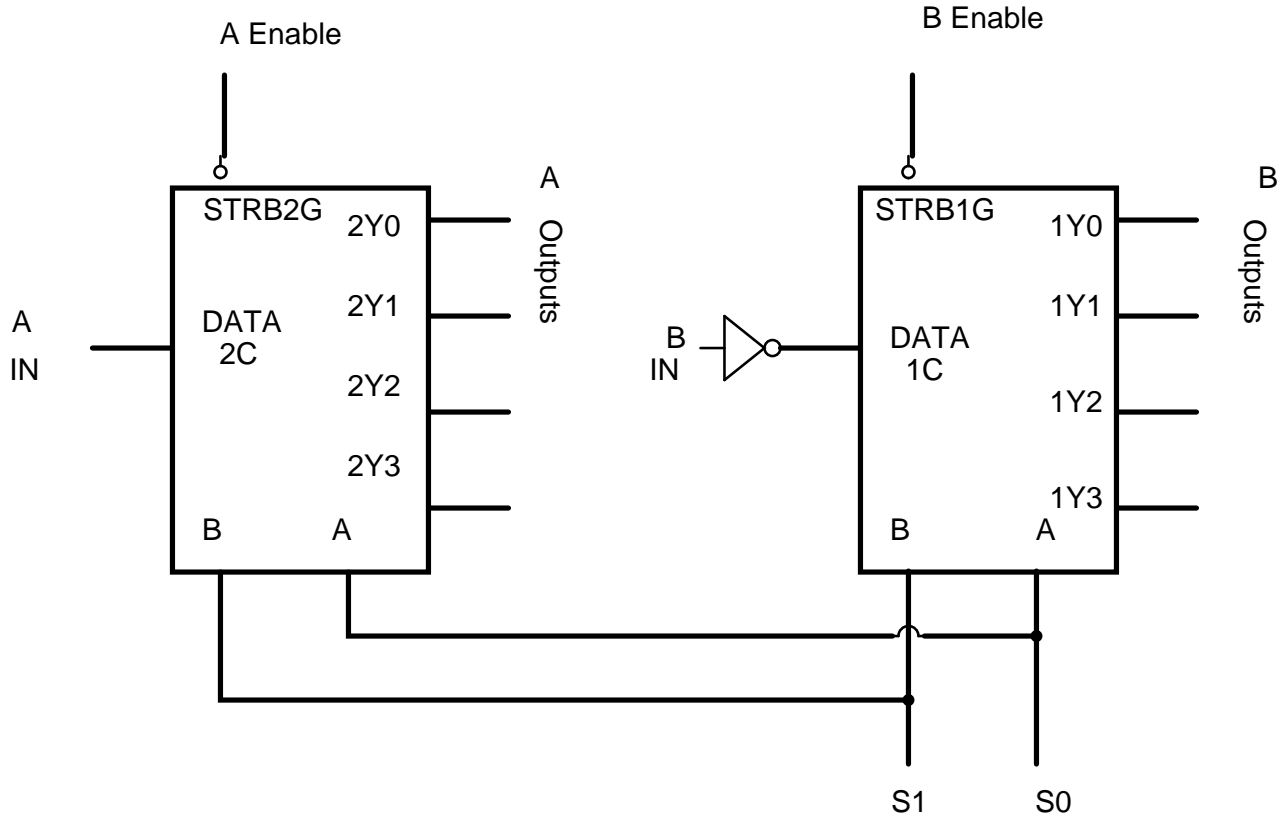 A Enable
B Enable
A
Outputs
B
Outputs
STRB2G
2Y0
2Y1
2Y2
2Y3
DATA
2C
B
A
A
IN
STRB1G
1Y0
1Y1
1Y2
1Y3
DATA
1C
B
A
B
IN
S1
S0